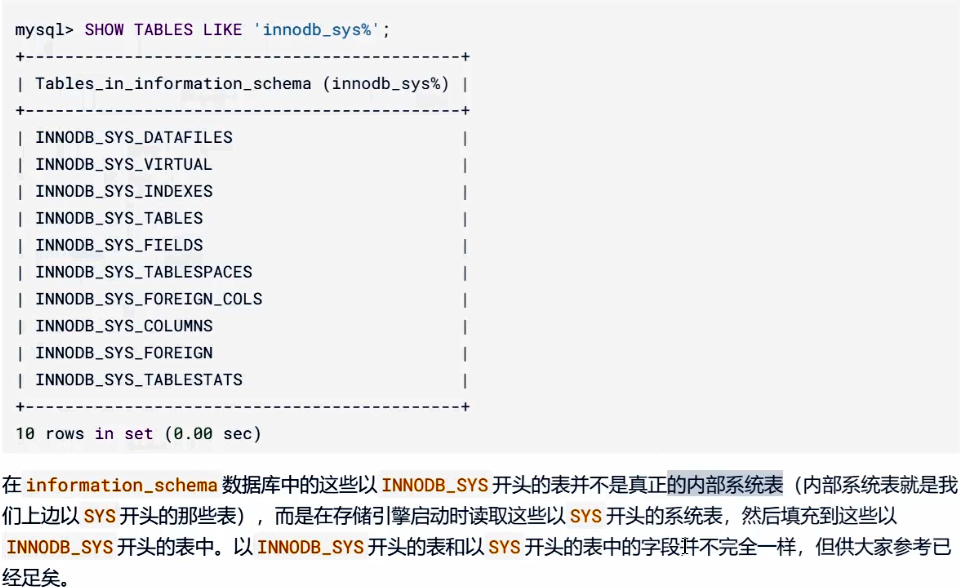 mysql> SHOW TABLES LIKE 'innodb_sys%';
+--------------------------------------------+
| Tables_in_information_schema (innodb_sys%) |
+--------------------------------------------+
| INNODB_SYS_DATAFILES |
| INNODB_SYS_VIRTUAL |
| INNODB_SYS_INDEXES |
| INNODB_SYS_TABLES |
| INNODB_SYS_FIELDS |
| INNODB_SYS_TABLESPACES |
| INNODB_SYS_FOREIGN_COLS |
| INNODB_SYS_COLUMNS |
| INNODB_SYS_FOREIGN |
| INNODB_SYS_TABLESTATS |
+--------------------------------------------+
10 rows in set (0.00 sec)
在 information_schema 数据库中的这些以 INNODB_SYS 开头的表并不是真正的内部系统表（内部系统表就是我
们上边以 SYS 开头的那些表），而是在存储引擎启动时读取这些以 SYS 开头的系统表，然后填充到这些以
INNODB_SYS 开头的表中。以 INNODB_SYS 开头的表和以 SYS 开头的表中的字段并不完全一样，但供大家参考已
经足矣。